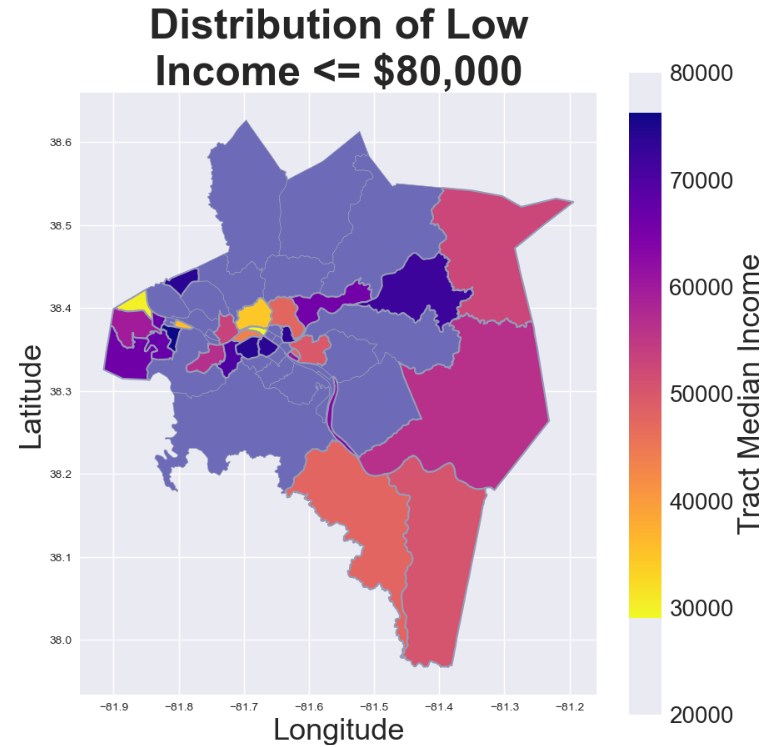 Distribution of Low
Income <= $80,000
80000
70000
60000
50000
40000
30000
20000
Tract Median Income
38.6
38.5
38.4
38.3
38.2
38.1
38.0
Latitude
−81.9 −81.8 −81.7 −81.6 −81.5 −81.4 −81.3 −81.2
Longitude